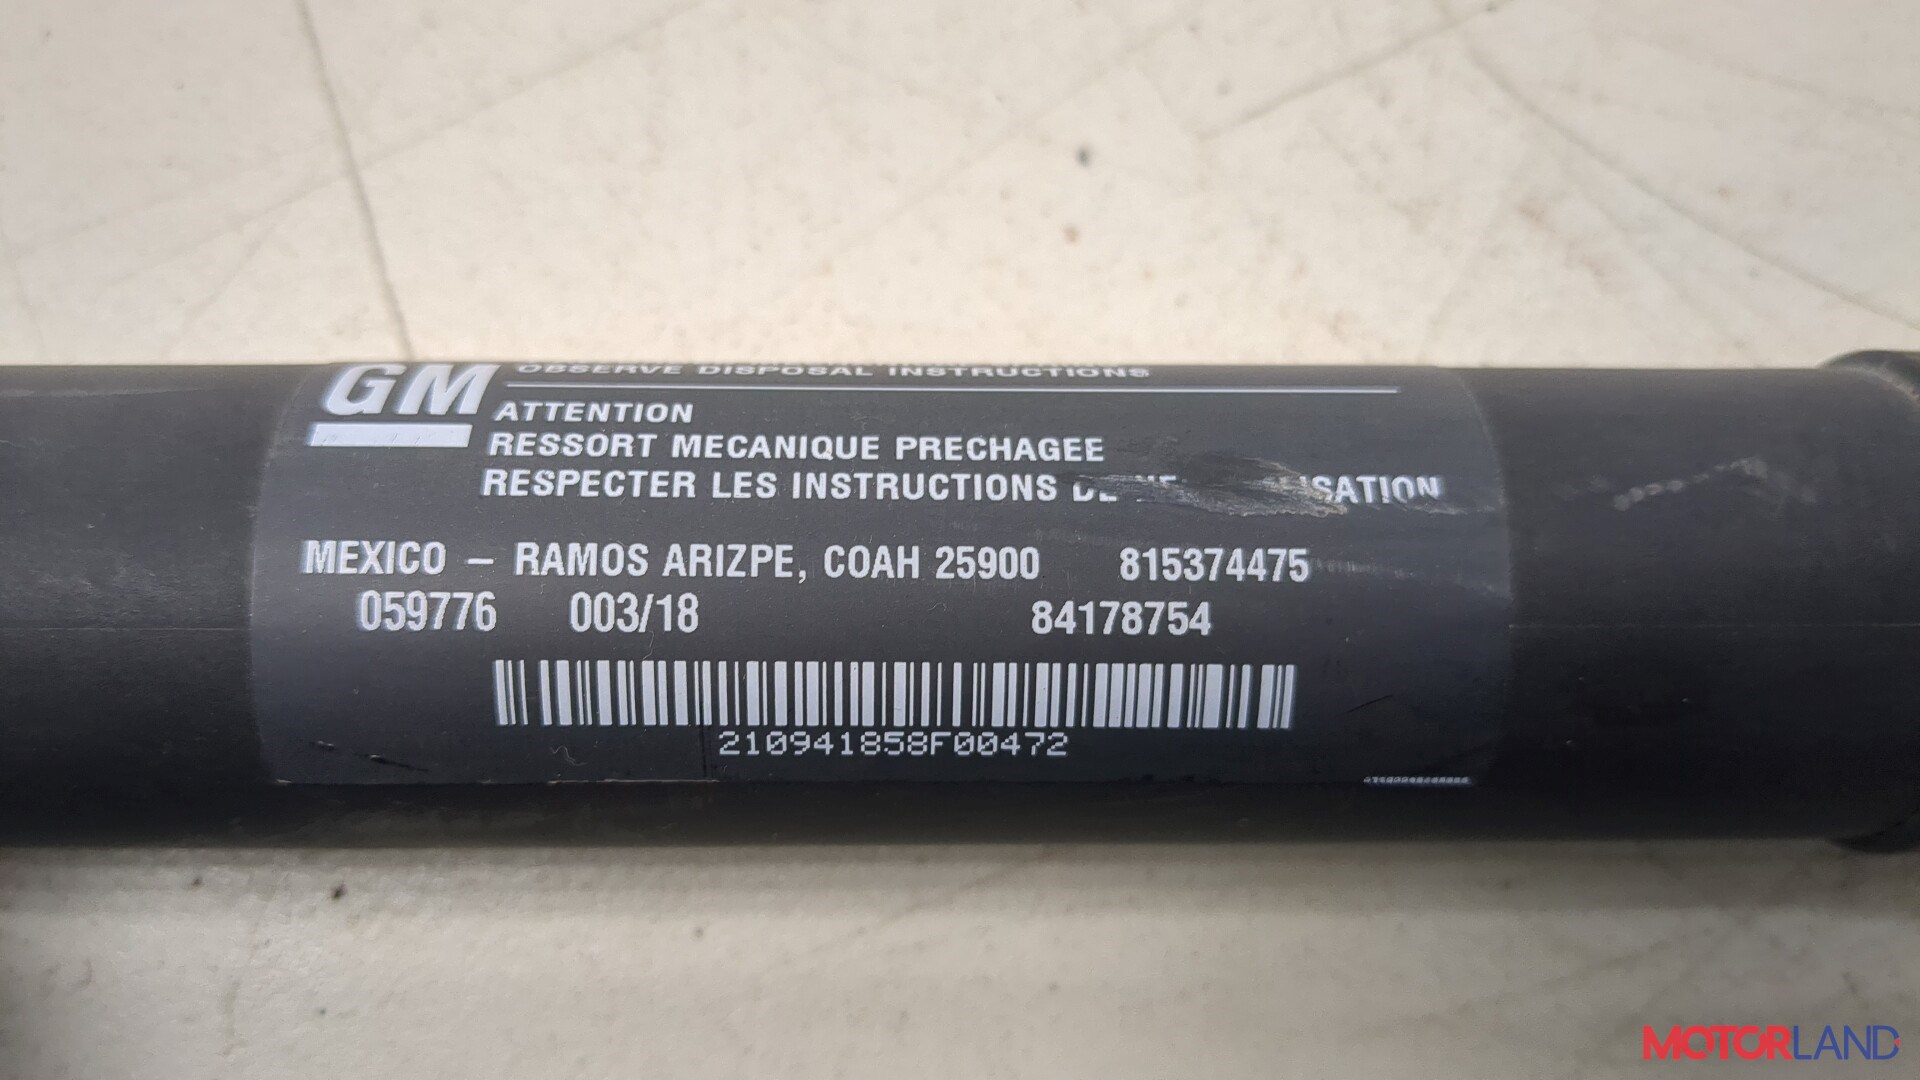 GM
OBSERVE DISPOSAL INSTRUCTIONS
ATTENTION
RESSORT MECANIQUE PRECHAGEE
RESPECTER LES INSTRUCTIONS
MEXICO – RAMOS ARIZPE, COAH 25900 815374475
059776 003/18 84178754
210941858F00472
MOTORLAND